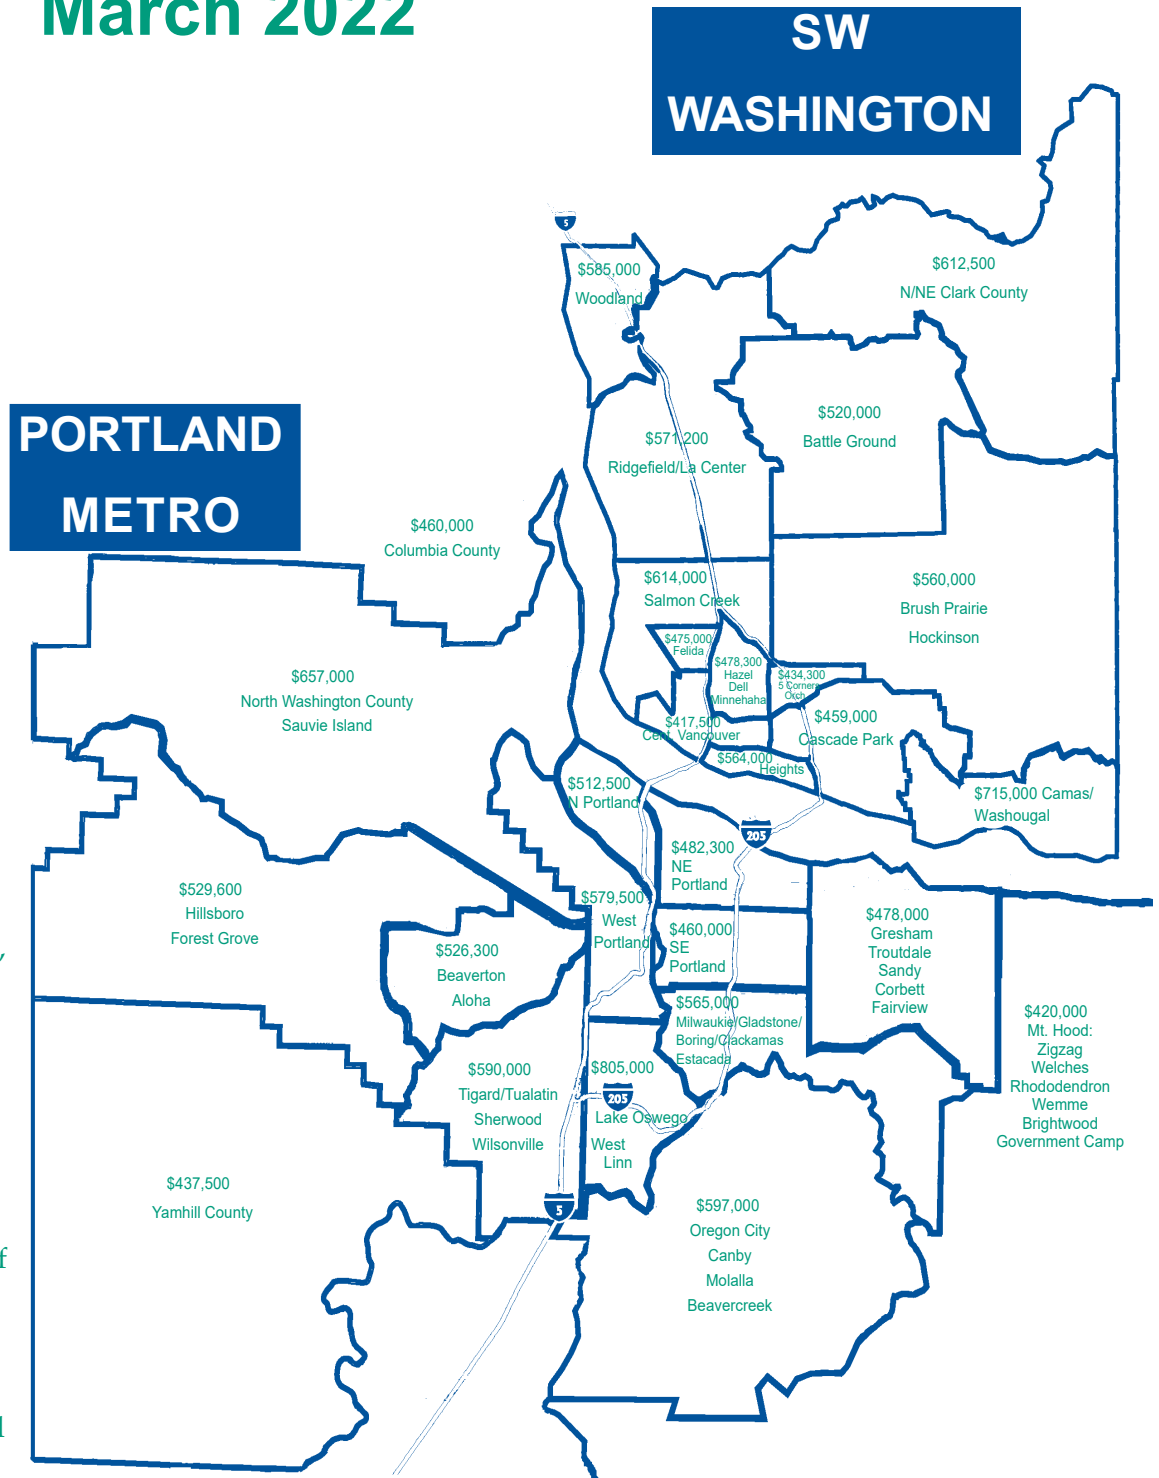 March 2022
SW
WASHINGTON
5
$585,000
Woodland
$612,500
N/NE Clark County
$520,000
Battle Ground
$571,200
Ridgefield/La Center
PORTLAND
METRO
$460,000
Columbia County
$614,000
Salmon Creek
$560,000
Brush Prairie
Hockinson
$475,000
Felida
$478,300
Hazel
Dell
Minnehaha
$434,300
5 Corners
Orch
$657,000
North Washington County
Sauvie Island
$417,500
Cent. Vancouver
$459,000
Cascade Park
$564,000
Heights
$512,500
N Portland
$715,000 Camas/
Washougal
205
$482,300
NE
Portland
$529,600
Hillsboro
Forest Grove
$579,500
West
Portland
$460,000
SE
Portland
$478,000
Gresham
Troutdale
Sandy
Corbett
Fairview
$526,300
Beaverton
Aloha
$565,000
Milwaukie/Gladstone/
Boring/Clackamas
Estacada
$420,000
Mt. Hood:
Zigzag
Welches
Rhododendron
Wemme
Brightwood
Government Camp
$590,000
Tigard/Tualatin
Sherwood
Wilsonville
$805,000
205
Lake Oswego
West
Linn
$437,500
Yamhill County
5
$597,000
Oregon City
Canby
Molalla
Beavercreek
f